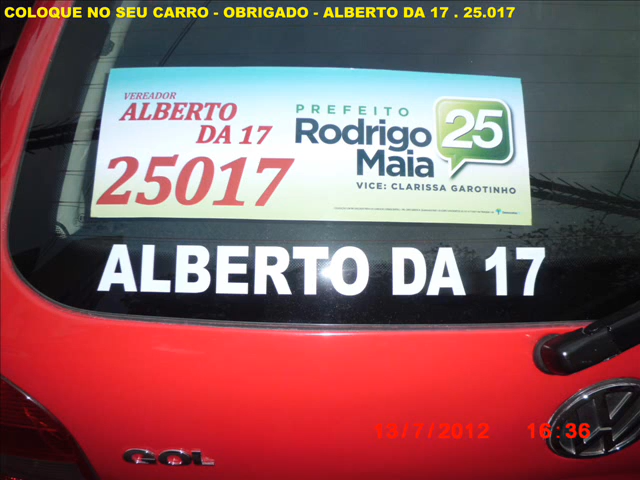 COLOQUE NO SEU CARRO - OBRIGADO - ALBERTO DA 17 . 25.017
VEREADOR
ALBERTO
DA 17
25017
PREFEITO
Rodrigo
Maia
25
VICE: CLARISSA GAROTINHO
ALBERTO DA 17
13/7/2012 16:36
GOL